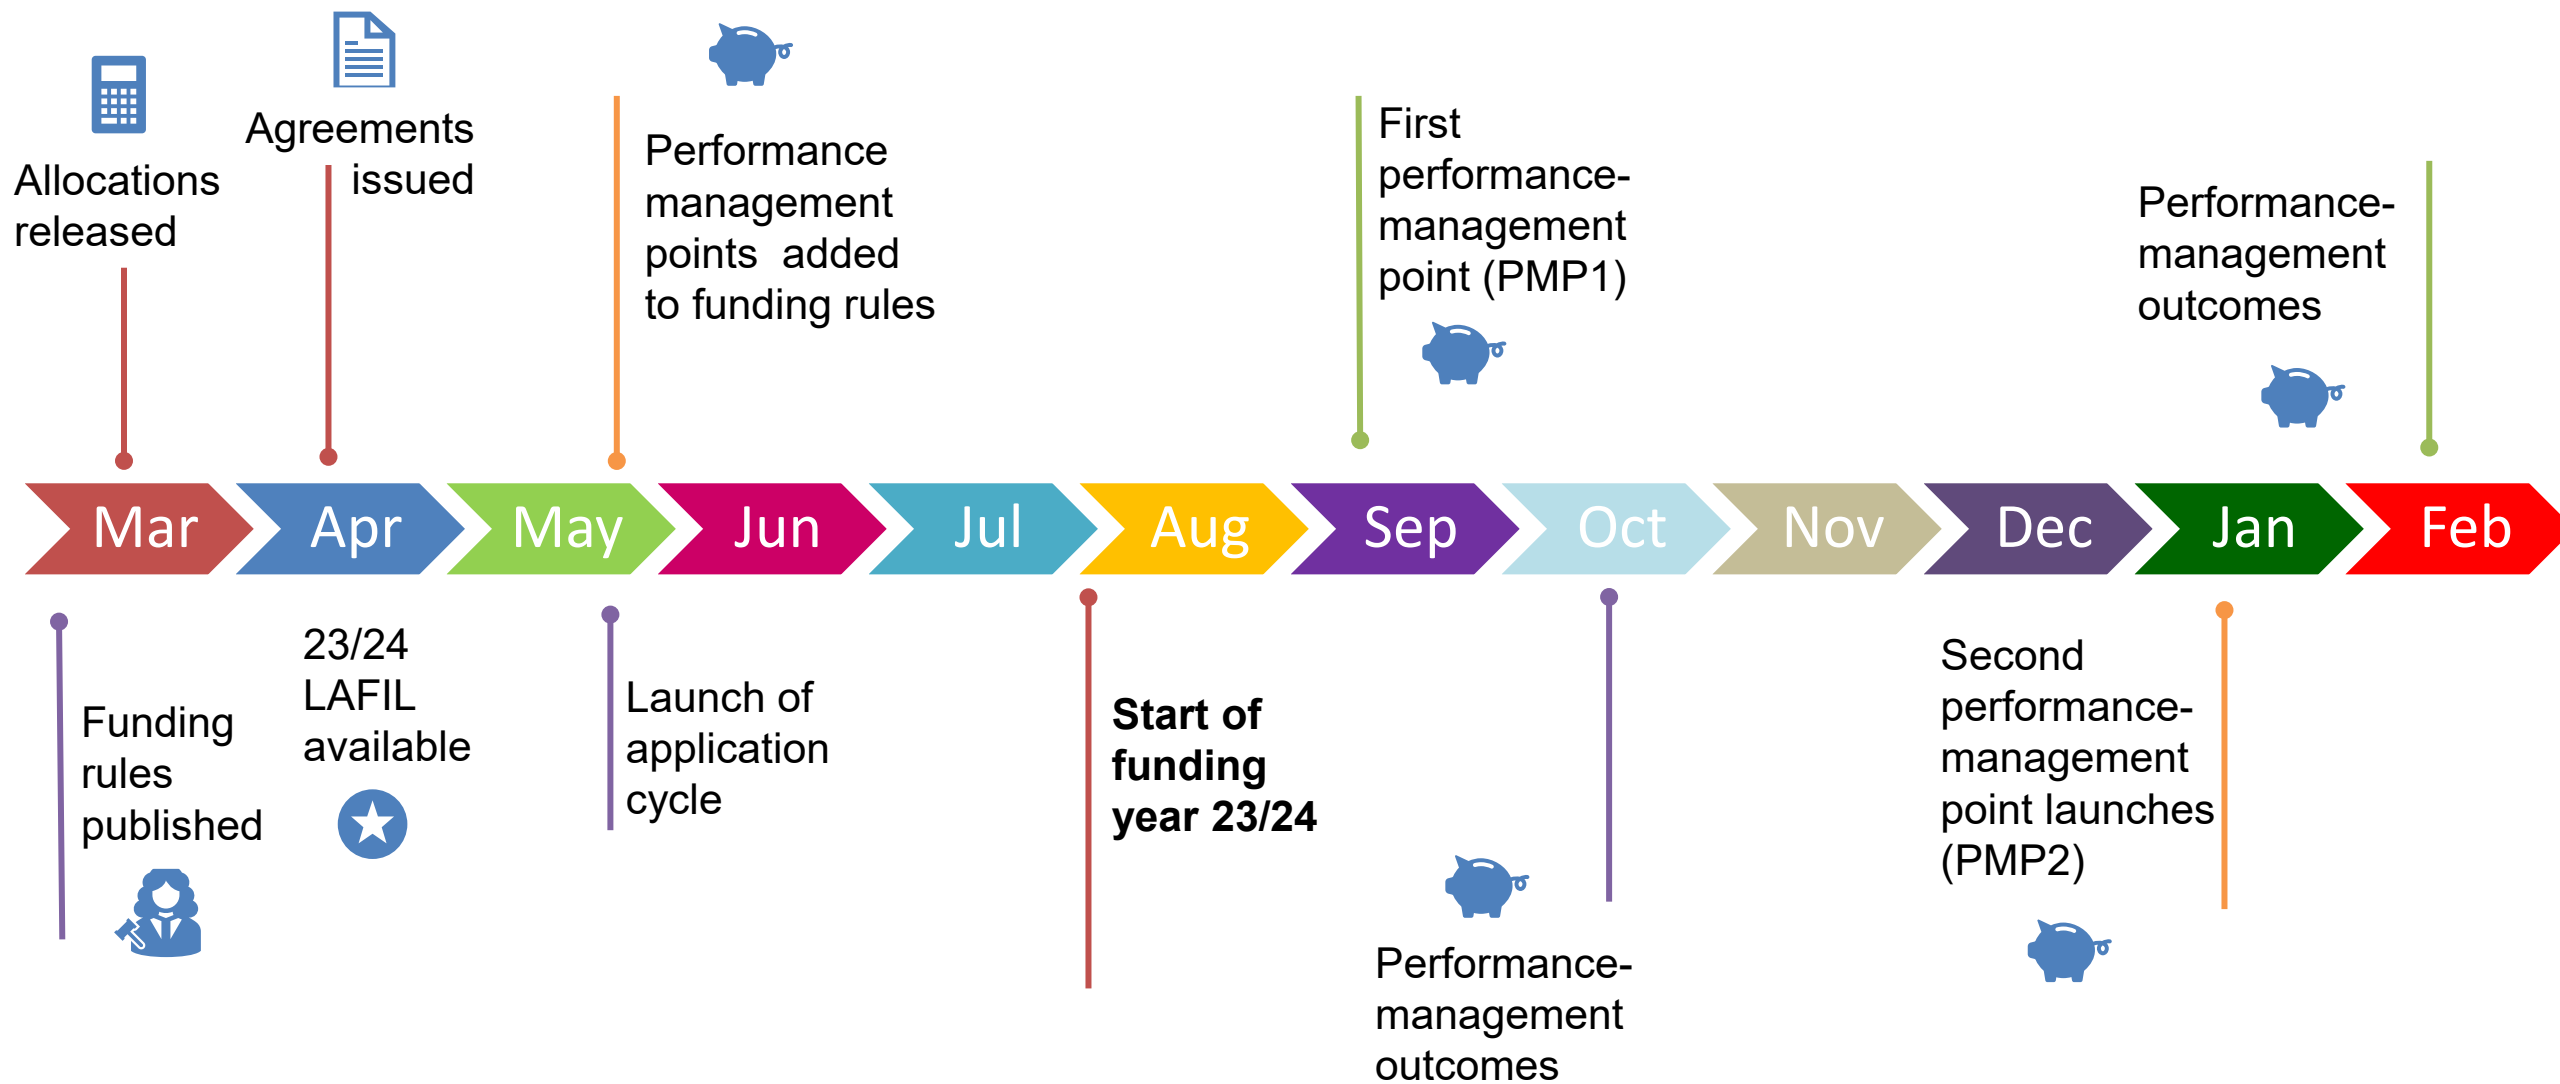 Allocations
released
Agreements
issued
Performance
management
points  added
to funding rules
First
performance-
management
point (PMP1)
Performance-
management
outcomes
Mar
Apr
May
Jun
Jul
Aug
Sep
Oct
Nov
Dec
Jan
Feb
Funding
rules
published
23/24
LAFIL
available
Launch of
application
cycle
Start of
funding
year 23/24
Performance-
management
outcomes
Second
performance-
management
point launches
(PMP2)